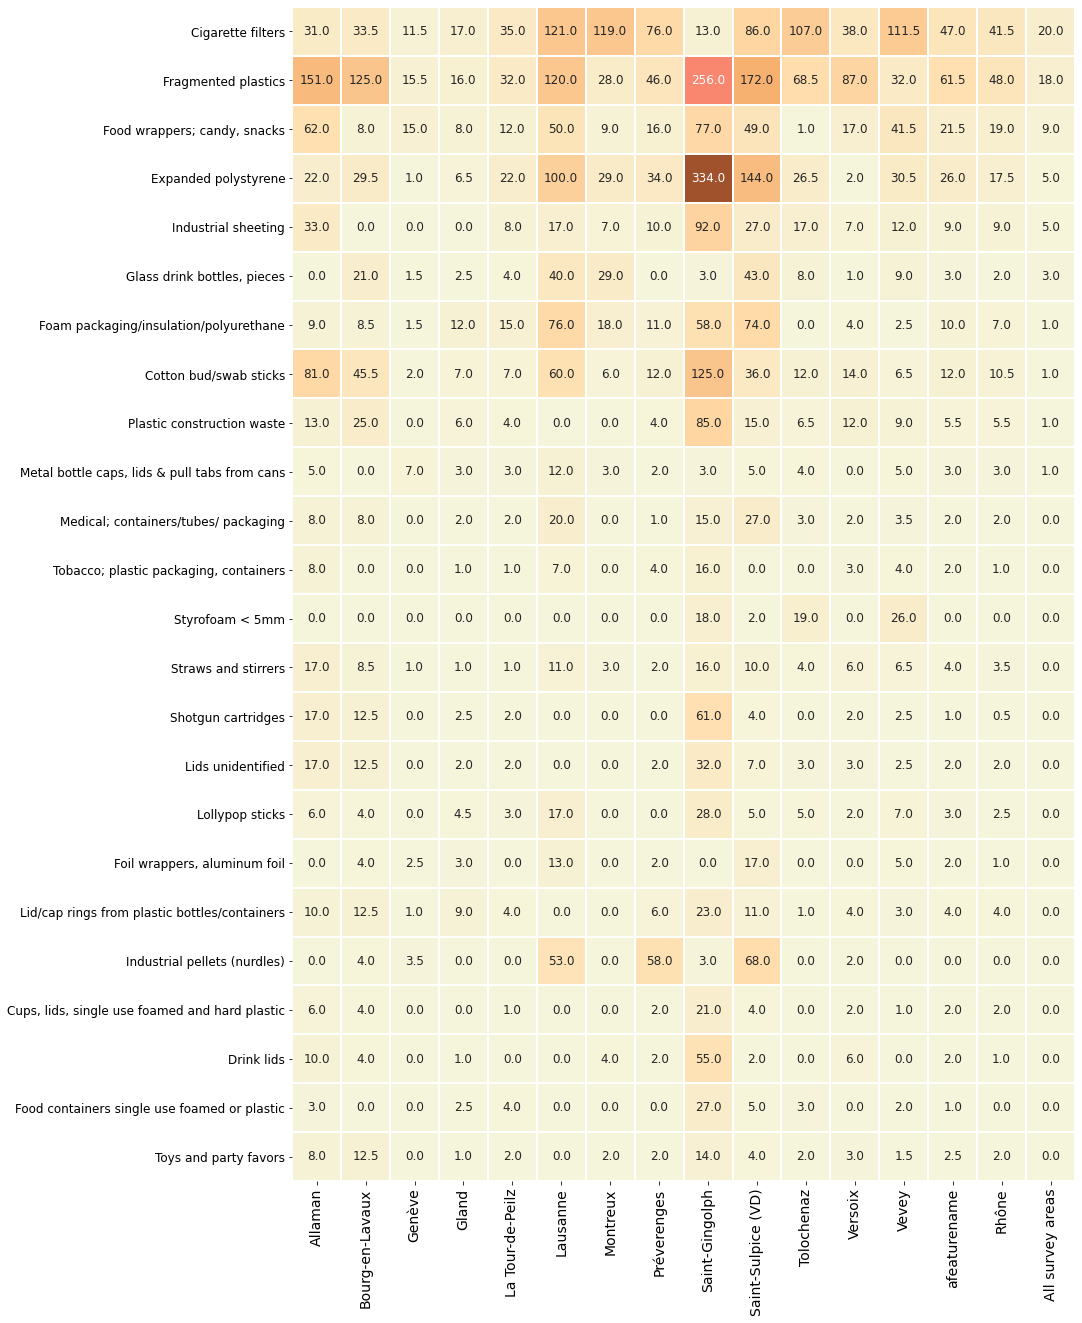 Cigarette filters 31.0 33.5 11.5 17.0 35.0 121.0 119.0 76.0 13.0 86.0 107.0 38.0 111.5 47.0 41.5 20.0
Fragmented plastics 151.0 125.0 15.5 16.0 32.0 120.0 28.0 46.0 256.0 172.0 68.5 87.0 32.0 61.5 48.0 18.0
Food wrappers; candy, snacks 62.0 8.0 15.0 8.0 12.0 50.0 9.0 16.0 77.0 49.0 1.0 17.0 41.5 21.5 19.0 9.0
Expanded polystyrene 22.0 29.5 1.0 6.5 22.0 100.0 29.0 34.0 334.0 144.0 26.5 2.0 30.5 26.0 17.5 5.0
Industrial sheeting 33.0 0.0 0.0 0.0 8.0 17.0 7.0 10.0 92.0 27.0 17.0 7.0 12.0 9.0 9.0 5.0
Glass drink bottles, pieces 0.0 21.0 1.5 2.5 4.0 40.0 29.0 0.0 3.0 43.0 8.0 1.0 9.0 3.0 2.0 3.0
Foam packaging/insulation/polyurethane 9.0 8.5 1.5 12.0 15.0 76.0 18.0 11.0 58.0 74.0 0.0 4.0 2.5 10.0 7.0 1.0
Cotton bud/swab sticks 81.0 45.5 2.0 7.0 7.0 60.0 6.0 12.0 125.0 36.0 12.0 14.0 6.5 12.0 10.5 1.0
Plastic construction waste 13.0 25.0 0.0 6.0 4.0 0.0 0.0 4.0 85.0 15.0 6.5 12.0 9.0 5.5 5.5 1.0
Metal bottle caps, lids & pull tabs from cans 5.0 0.0 7.0 3.0 3.0 12.0 3.0 2.0 3.0 5.0 4.0 0.0 5.0 3.0 3.0 1.0
Medical; containers/tubes/ packaging 8.0 8.0 0.0 2.0 2.0 20.0 0.0 1.0 15.0 27.0 3.0 2.0 3.5 2.0 2.0 0.0
Tobacco; plastic packaging, containers 8.0 0.0 0.0 1.0 1.0 7.0 0.0 4.0 16.0 0.0 0.0 3.0 4.0 2.0 1.0 0.0
Styrofoam < 5mm 0.0 0.0 0.0 0.0 0.0 0.0 0.0 0.0 18.0 2.0 19.0 0.0 26.0 0.0 0.0 0.0
Straws and stirrers 17.0 8.5 1.0 1.0 1.0 11.0 3.0 2.0 16.0 10.0 4.0 6.0 6.5 4.0 3.5 0.0
Shotgun cartridges 17.0 12.5 0.0 2.5 2.0 0.0 0.0 0.0 61.0 4.0 0.0 2.0 2.5 1.0 0.5 0.0
Lids unidentified 17.0 12.5 0.0 2.0 2.0 0.0 0.0 2.0 32.0 7.0 3.0 3.0 2.5 2.0 2.0 0.0
Lollypop sticks 6.0 4.0 0.0 4.5 3.0 17.0 0.0 0.0 28.0 5.0 5.0 2.0 7.0 3.0 2.5 0.0
Foil wrappers, aluminum foil 0.0 4.0 2.5 3.0 0.0 13.0 0.0 2.0 0.0 17.0 0.0 0.0 5.0 2.0 1.0 0.0
Lid/cap rings from plastic bottles/containers 10.0 12.5 1.0 9.0 4.0 0.0 0.0 6.0 23.0 11.0 1.0 4.0 3.0 4.0 4.0 0.0
Industrial pellets (nurdles) 0.0 4.0 3.5 0.0 0.0 53.0 0.0 58.0 3.0 68.0 0.0 2.0 0.0 0.0 0.0 0.0
Cups, lids, single use foamed and hard plastic 6.0 4.0 0.0 0.0 1.0 0.0 0.0 2.0 21.0 4.0 0.0 2.0 1.0 2.0 2.0 0.0
Drink lids 10.0 4.0 0.0 1.0 0.0 0.0 4.0 2.0 55.0 2.0 0.0 6.0 0.0 2.0 1.0 0.0
Food containers single use foamed or plastic 3.0 0.0 0.0 2.5 4.0 0.0 0.0 0.0 27.0 5.0 3.0 0.0 2.0 1.0 0.0 0.0
Toys and party favors 8.0 12.5 0.0 1.0 2.0 0.0 2.0 2.0 14.0 4.0 2.0 3.0 1.5 2.5 2.0 0.0
Allaman
Bourg-en-Lavaux
Genève
Gland
La Tour-de-Peilz
Lausanne
Montreux
Préverenges
Saint-Gingolph
Saint-Sulpice (VD)
Tolochenaz
Versoix
Vevey
afeaturename
Rhône
All survey areas